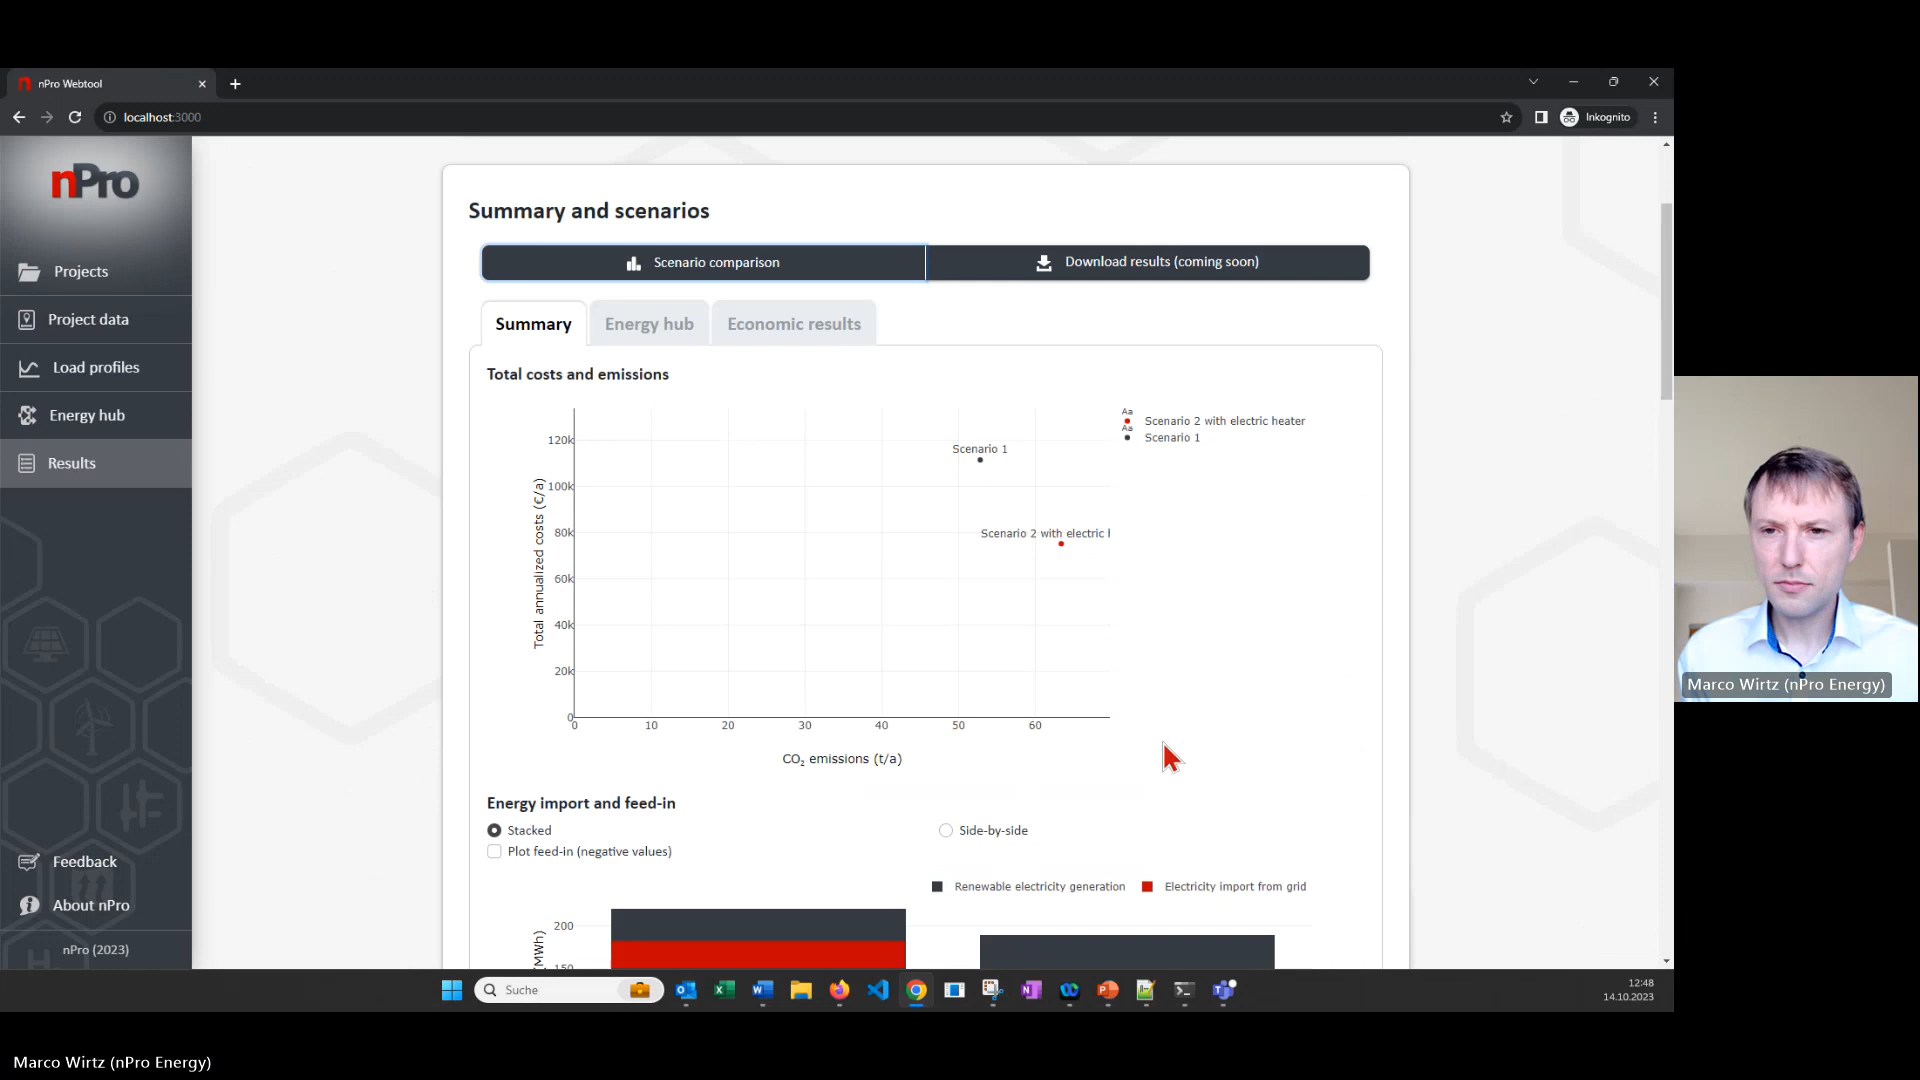 nPro Webtool
localhost:3000
Inkognito
nPro
Projects
Project data
Load profiles
Energy hub
Results
Feedback
About nPro
nPro (2023)
Summary and scenarios
Scenario comparison
Download results (coming soon)
Summary
Energy hub
Economic results
Total costs and emissions
Total annualized costs (€/a)
120k
100k
80k
60k
40k
20k
0
0 10 20 30 40 50 60
CO₂ emissions (t/a)
Scenario 1
Scenario 2 with electric h
Aa
Scenario 2 with electric heater
Aa
Scenario 1
Energy import and feed-in
Stacked
Side-by-side
Plot feed-in (negative values)
Renewable electricity generation
Electricity import from grid
200
150
(MWh)
Suche
12:48
14.10.2023
Marco Wirtz (nPro Energy)
Marco Wirtz (nPro Energy)